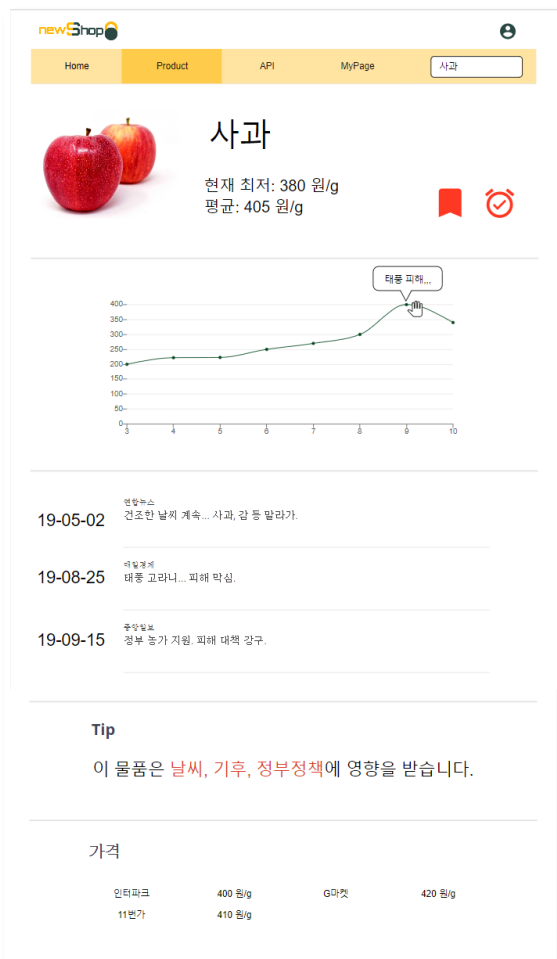 newShop
Home Product API MyPage 사과
사과
현재 최저: 380 원/g
평균: 405 원/g
태풍 피해,,,
400
350
300
250
200
150
100
50
0
3 4 5 6 7 8 9 10
연합뉴스
19-05-02 건조한 날씨 계속... 사과, 감 등 말라가.
매일경제
19-08-25 태풍 고라니... 피해 막심.
중앙일보
19-09-15 정부 농가 지원. 피해 대책 강구.
Tip
이 물품은 날씨, 기후, 정부정책에 영향을 받습니다.
가격
인터파크 400 원/g G마켓 420 원/g
11번가 410 원/g